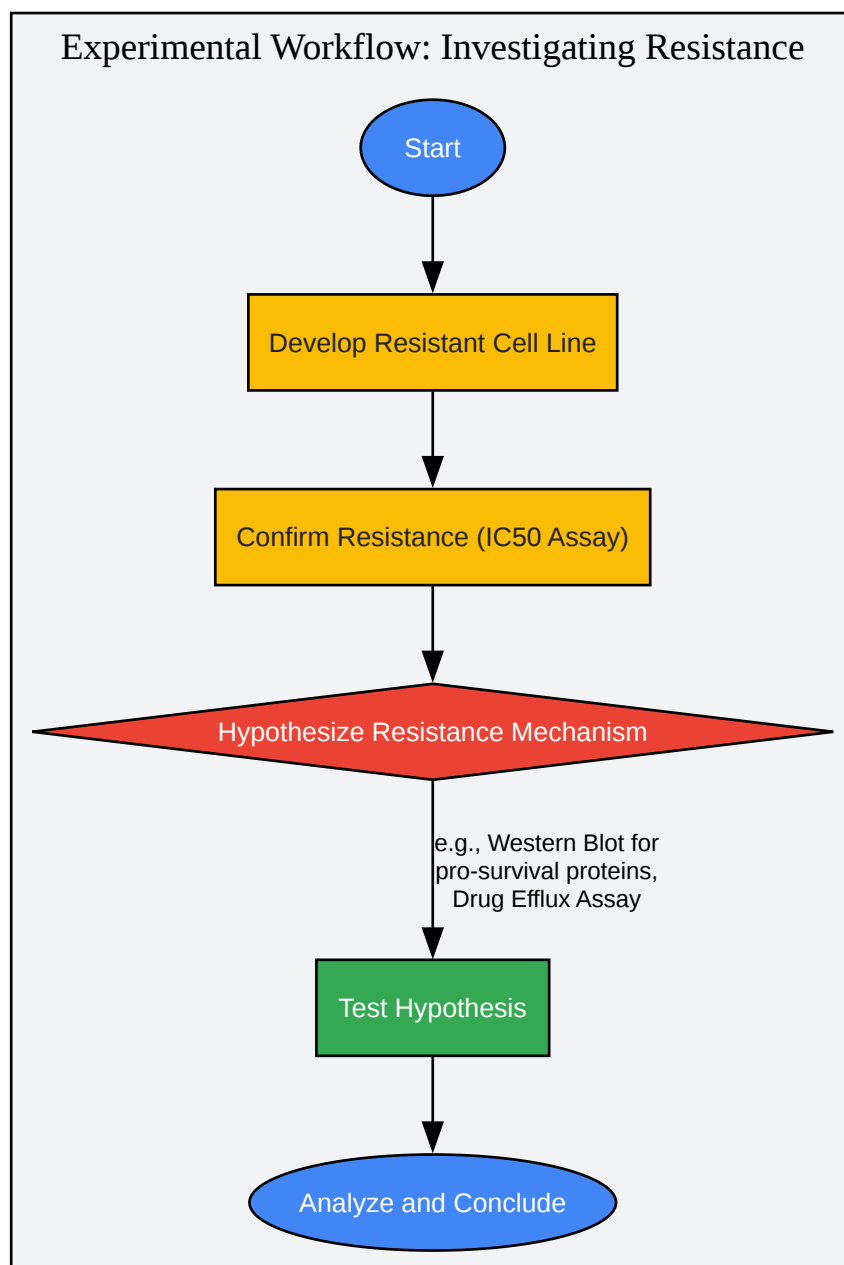 Experimental Workflow: Investigating Resistance
Start
Develop Resistant Cell Line
Confirm Resistance (IC50 Assay)
Hypothesize Resistance Mechanism
e.g., Western Blot for
pro-survival proteins,
Drug Efflux Assay
Test Hypothesis
Analyze and Conclude